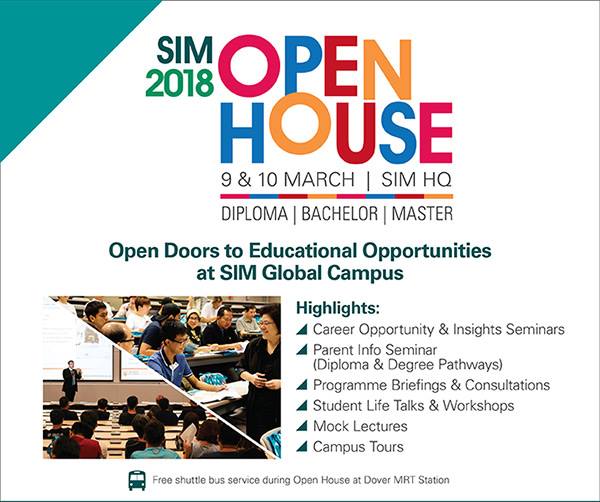 SIM
2018
OPEN
HOUSE
9 & 10 MARCH | SIM HQ
DIPLOMA | BACHELOR | MASTER
Open Doors to Educational Opportunities
at SIM Global Campus
Highlights:
Career Opportunity & Insights Seminars
Parent Info Seminar
(Diploma & Degree Pathways)
Programme Briefings & Consultations
Student Life Talks & Workshops
Mock Lectures
Campus Tours
Free shuttle bus service during Open House at Dover MRT Station